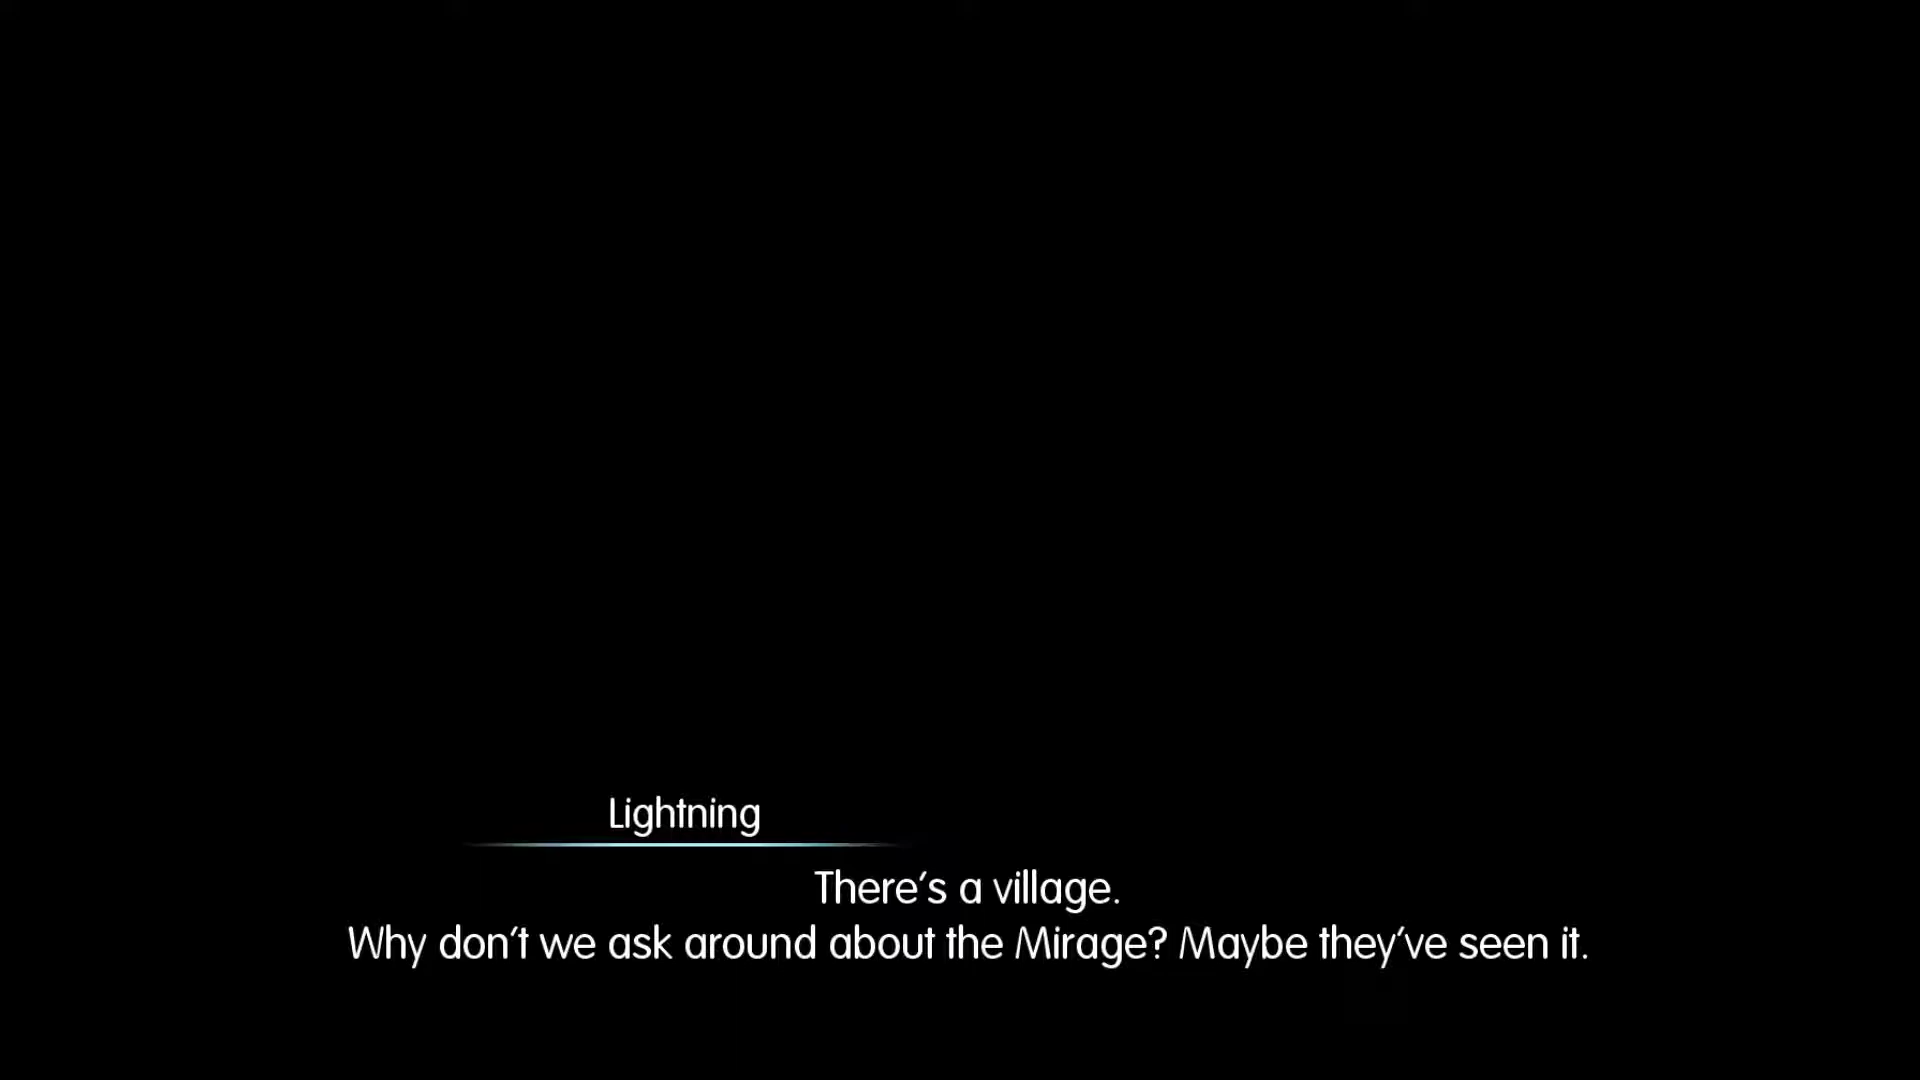 Lightning
There's a village.
Why don't we ask around about the Mirage? Maybe they've seen it.